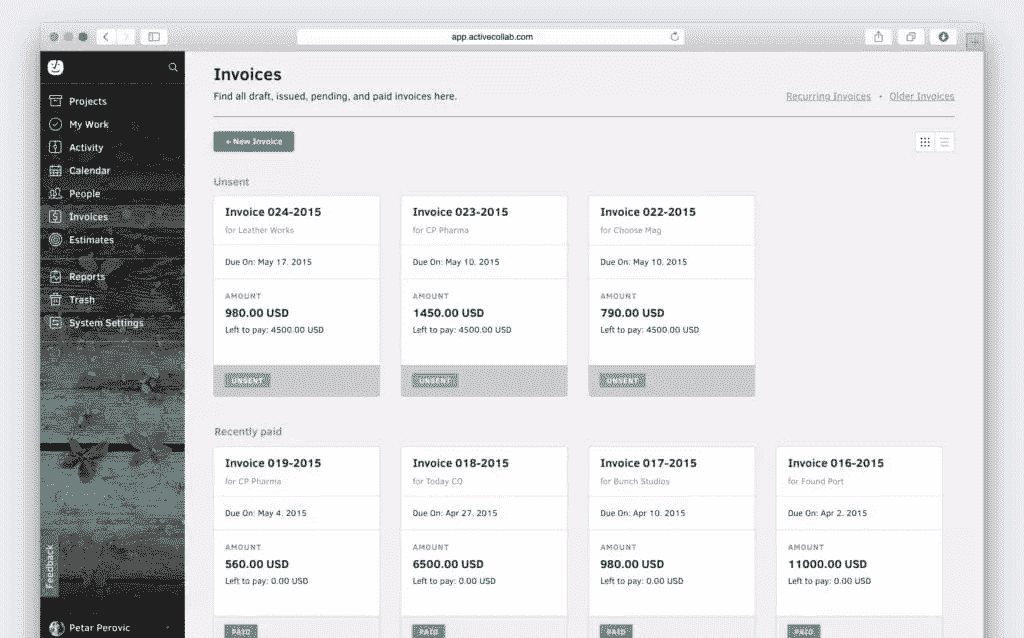 app.activecollab.com
Projects
My Work
Activity
Calendar
People
Invoices
Estimates
Reports
Trash
System Settings
Feedback
Petar Perovic
Invoices
Find all draft, issued, pending, and paid invoices here.
Recurring Invoices • Older Invoices
+ New Invoice
Unsent
Invoice 024-2015
for Leather Works
Due On: May 17. 2015
AMOUNT
980.00 USD
Left to pay: 4500.00 USD
UNSENT
Invoice 023-2015
for CP Pharma
Due On: May 10. 2015
AMOUNT
1450.00 USD
Left to pay: 4500.00 USD
UNSENT
Invoice 022-2015
for Choose Mag
Due On: May 10. 2015
AMOUNT
790.00 USD
Left to pay: 4500.00 USD
UNSENT
Recently paid
Invoice 019-2015
for CP Pharma
Due On: May 4. 2015
AMOUNT
560.00 USD
Left to pay: 0.00 USD
PAID
Invoice 018-2015
for Today CO
Due On: Apr 27. 2015
AMOUNT
6500.00 USD
Left to pay: 0.00 USD
PAID
Invoice 017-2015
for Bunch Studios
Due On: Apr 10. 2015
AMOUNT
980.00 USD
Left to pay: 0.00 USD
PAID
Invoice 016-2015
for Found Port
Due On: Apr 2. 2015
AMOUNT
11000.00 USD
Left to pay: 0.00 USD
PAID